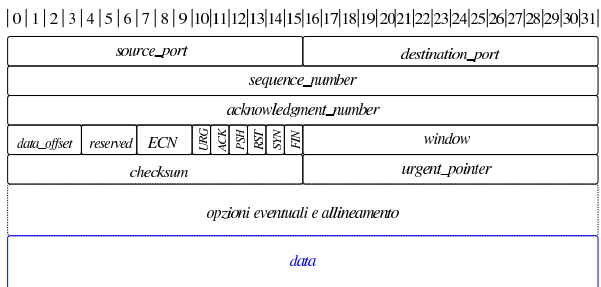 |0|1|2|3|4|5|6|7|8|9|10|11|12|13|14|15|16|17|18|19|20|21|22|23|24|25|26|27|28|29|30|31|
source_port destination_port
sequence_number
acknowledgment_number
data_offset reserved ECN URG ACK PSH RST SYN FIN window
checksum urgent_pointer
opzioni eventuali e allineamento
data